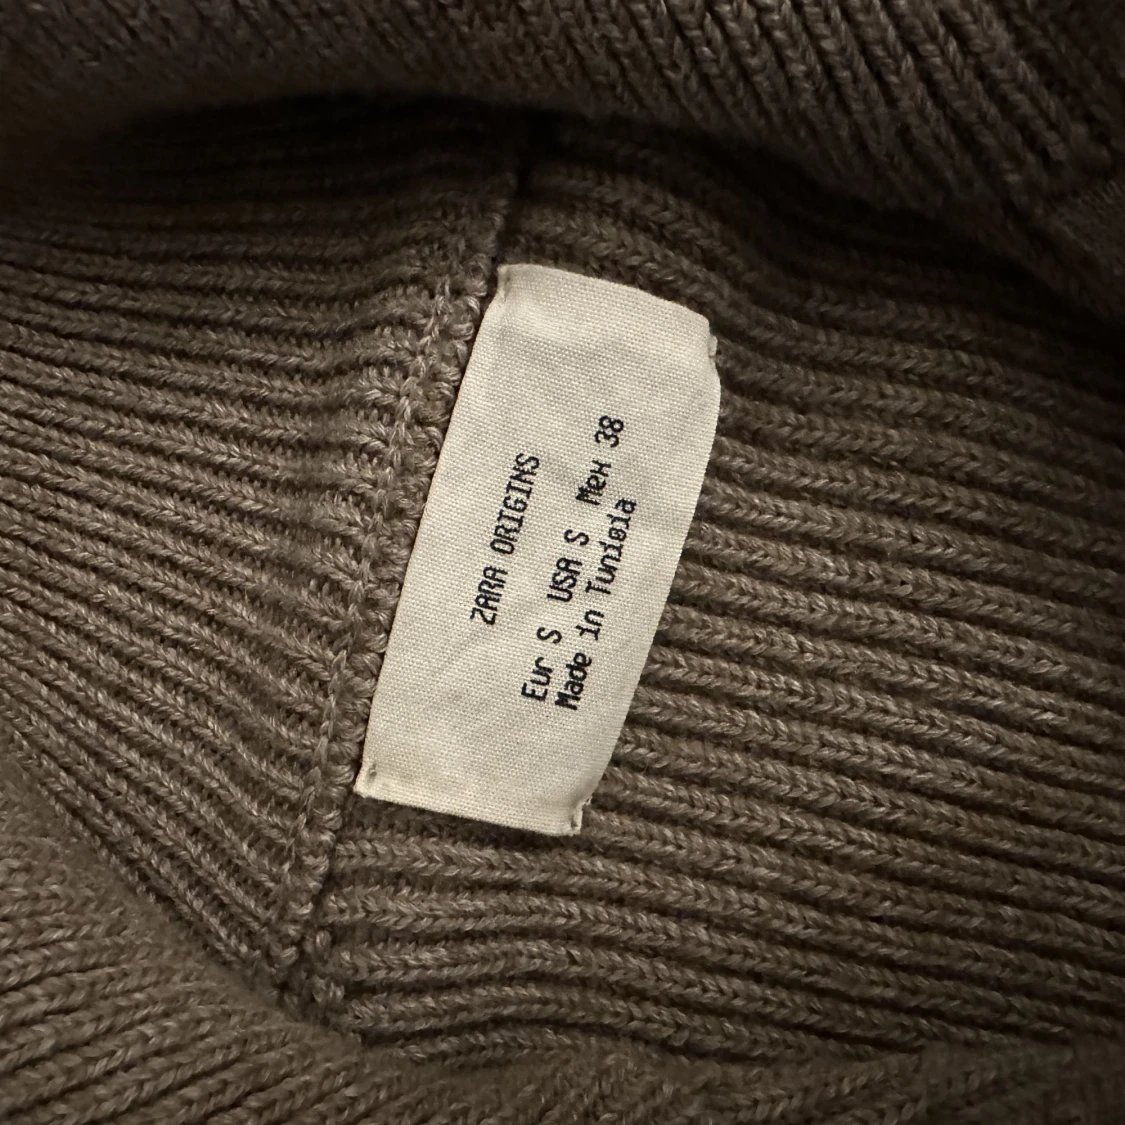 ZARA ORIGINS
Eur S USA S Mex 38
Made in Tunisia